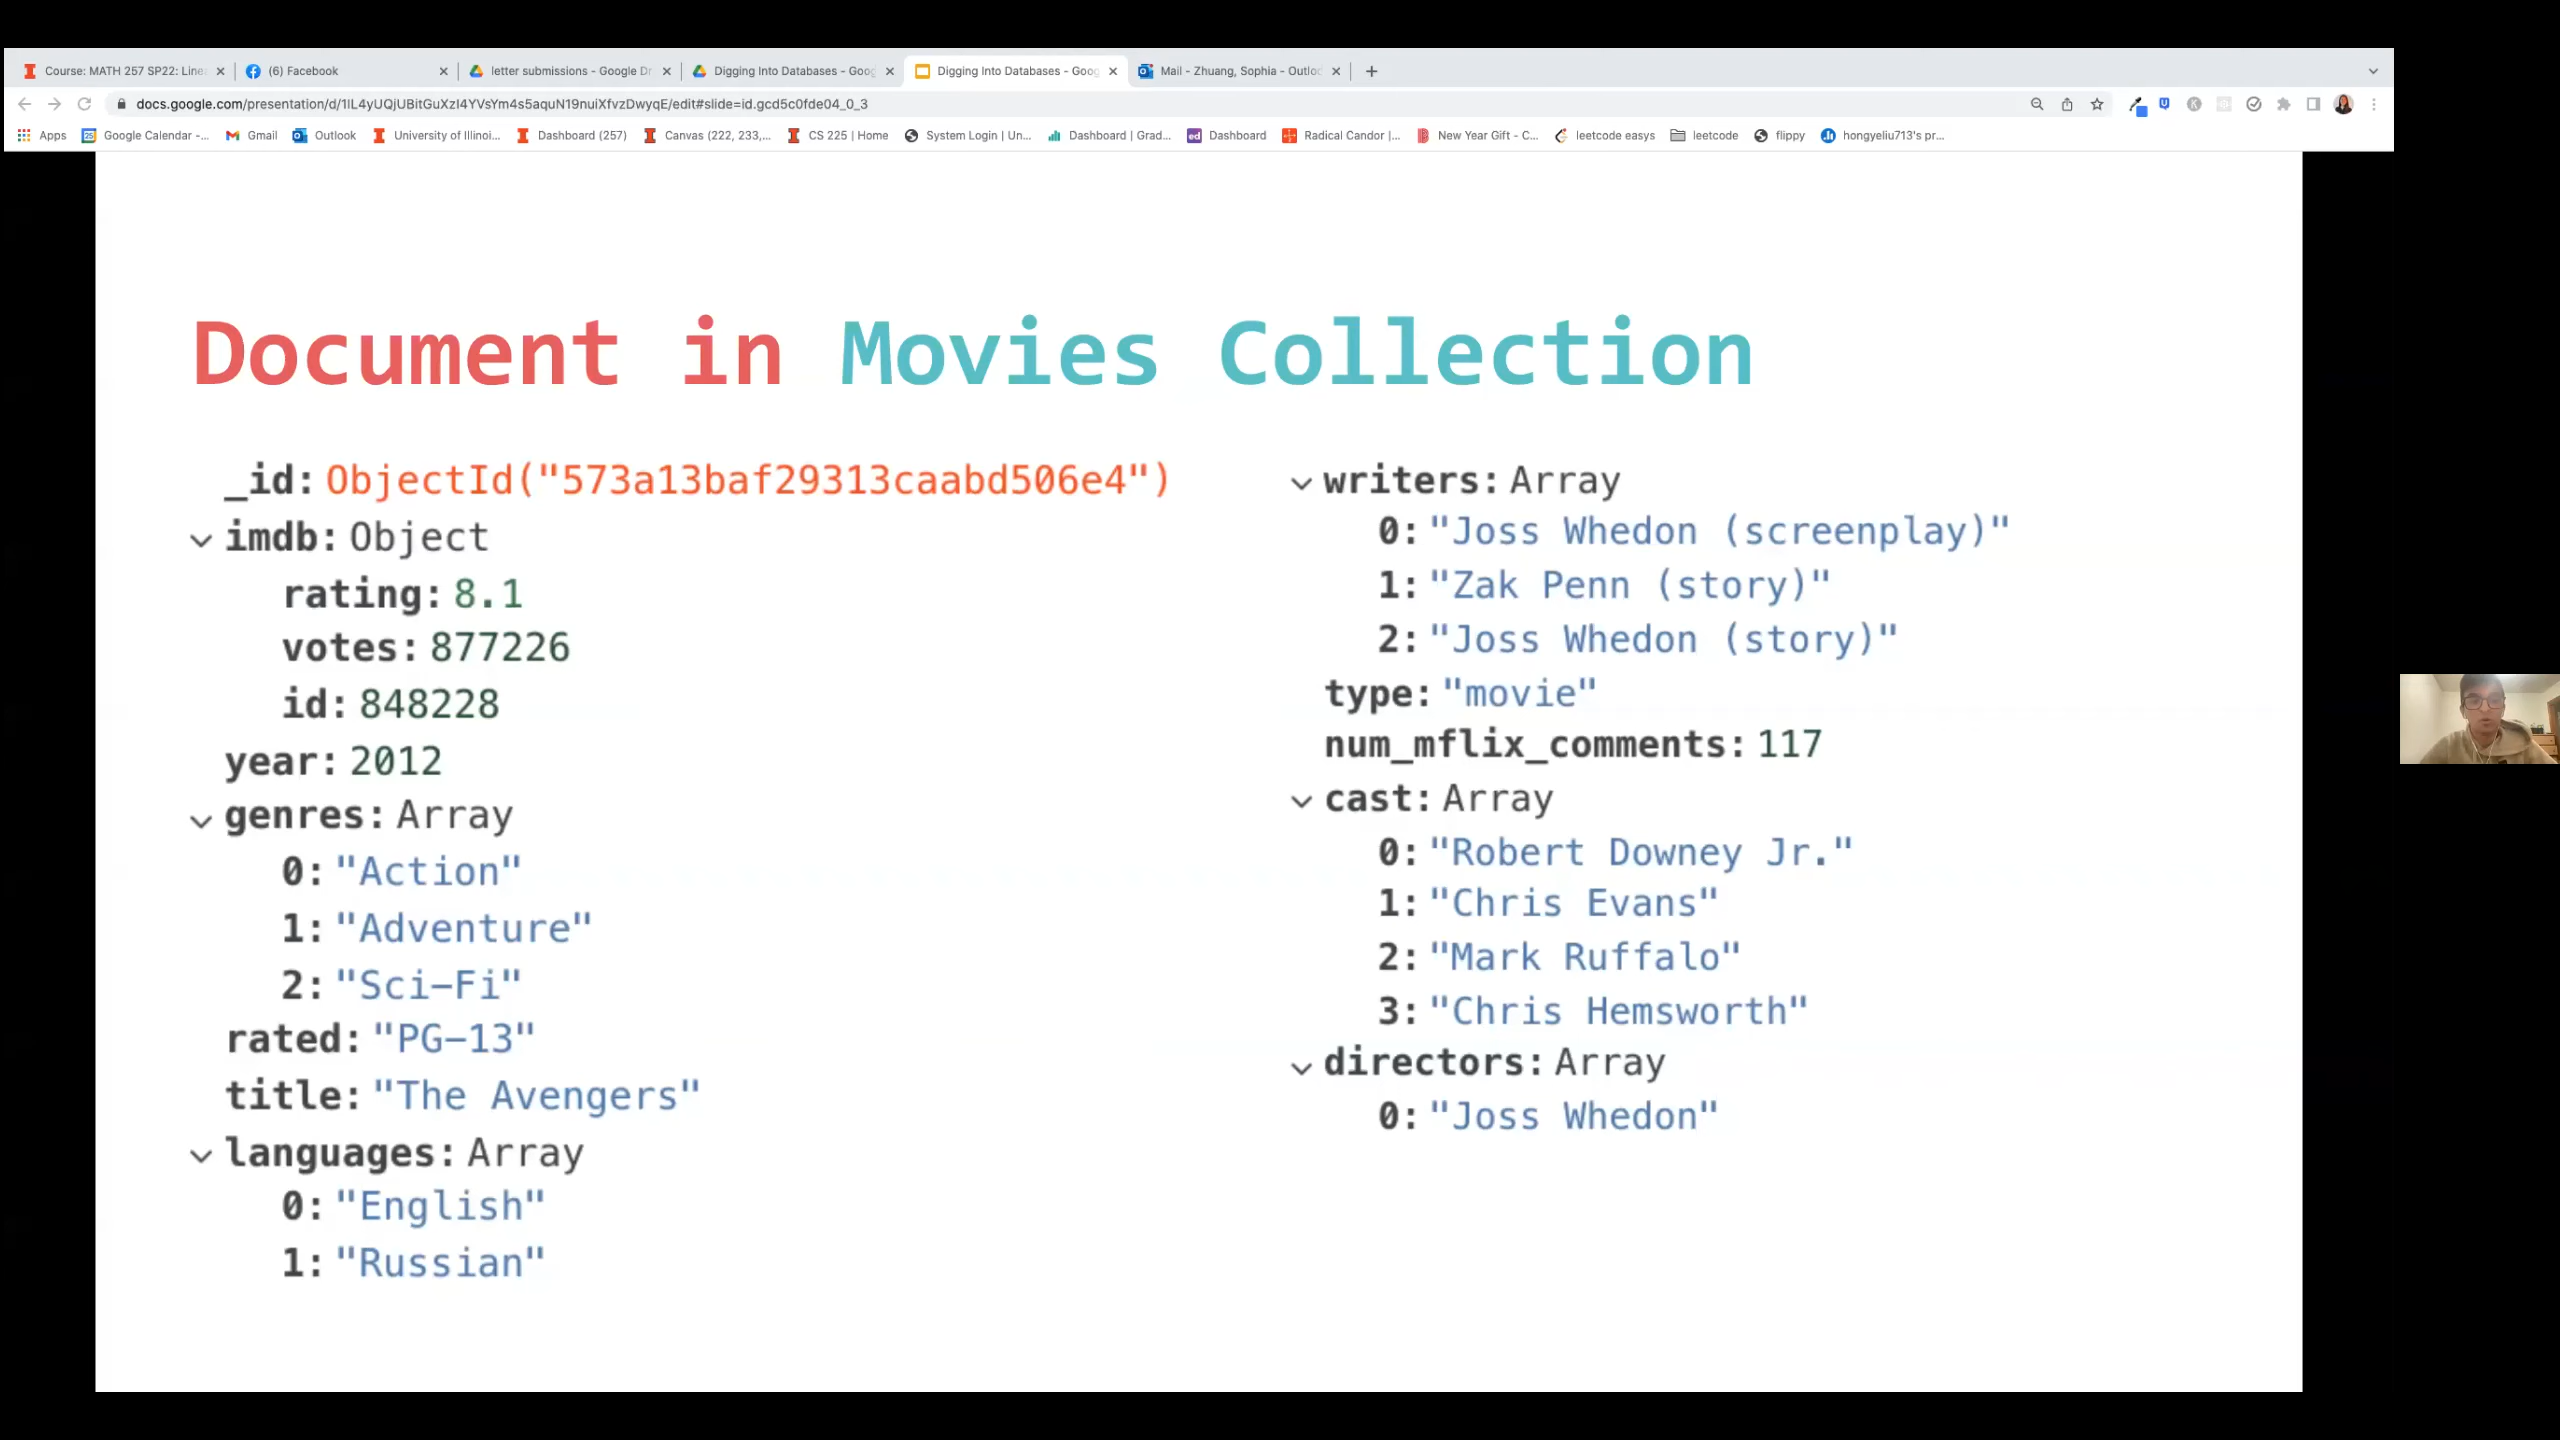 Course: MATH 257 SP22: Line
(6) Facebook
letter submissions - Google Dr
Digging Into Databases - Goog
Digging Into Databases - Goog
Mail - Zhuang, Sophia - Outlo
docs.google.com/presentation/d/1IL4yUQjUBitGuXzI4YVsYm4s5aquN19nuiXfvzDwyqE/edit#slide=id.gcd5c0fde04_0_3
Apps
Google Calendar -...
Gmail
Outlook
University of Illinoi...
Dashboard (257)
Canvas (222, 233,...
CS 225 | Home
System Login | Un...
Dashboard | Grad...
Dashboard
Radical Candor |...
New Year Gift - C...
leetcode easys
leetcode
flippy
hongyeliu713's pr...
Document in Movies Collection
_id: ObjectId("573a13baf29313caabd506e4")
imdb: Object
rating: 8.1
votes: 877226
id: 848228
year: 2012
genres: Array
0: "Action"
1: "Adventure"
2: "Sci-Fi"
rated: "PG-13"
title: "The Avengers"
languages: Array
0: "English"
1: "Russian"
writers: Array
0: "Joss Whedon (screenplay)"
1: "Zak Penn (story)"
2: "Joss Whedon (story)"
type: "movie"
num_mflix_comments: 117
cast: Array
0: "Robert Downey Jr."
1: "Chris Evans"
2: "Mark Ruffalo"
3: "Chris Hemsworth"
directors: Array
0: "Joss Whedon"